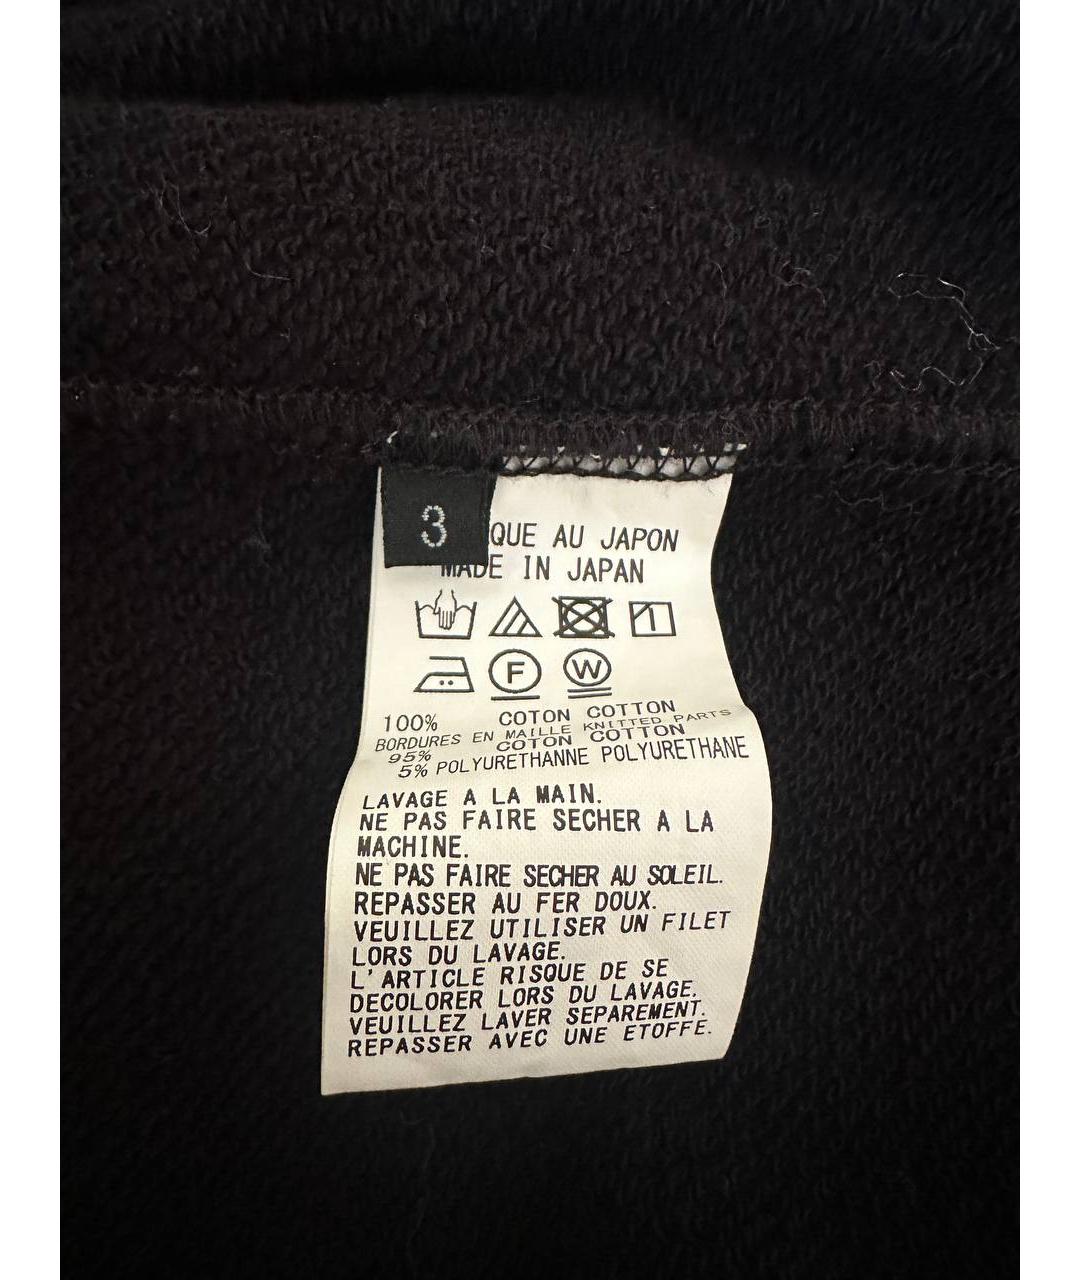 3
QUE AU JAPON
MADE IN JAPAN
F W
100% COTON COTTON
BORDURES EN MAILLE KNITTED PARTS
95% COTON COTTON
5% POLYURETHANNE POLYURETHANE
LAVAGE A LA MAIN.
NE PAS FAIRE SECHER A LA
MACHINE.
NE PAS FAIRE SECHER AU SOLEIL.
REPASSER AU FER DOUX.
VEUILLEZ UTILISER UN FILET
LORS DU LAVAGE.
L'ARTICLE RISQUE DE SE
DECOLORER LORS DU LAVAGE.
VEUILLEZ LAVER SEPAREMENT.
REPASSER AVEC UNE ETOFFE.